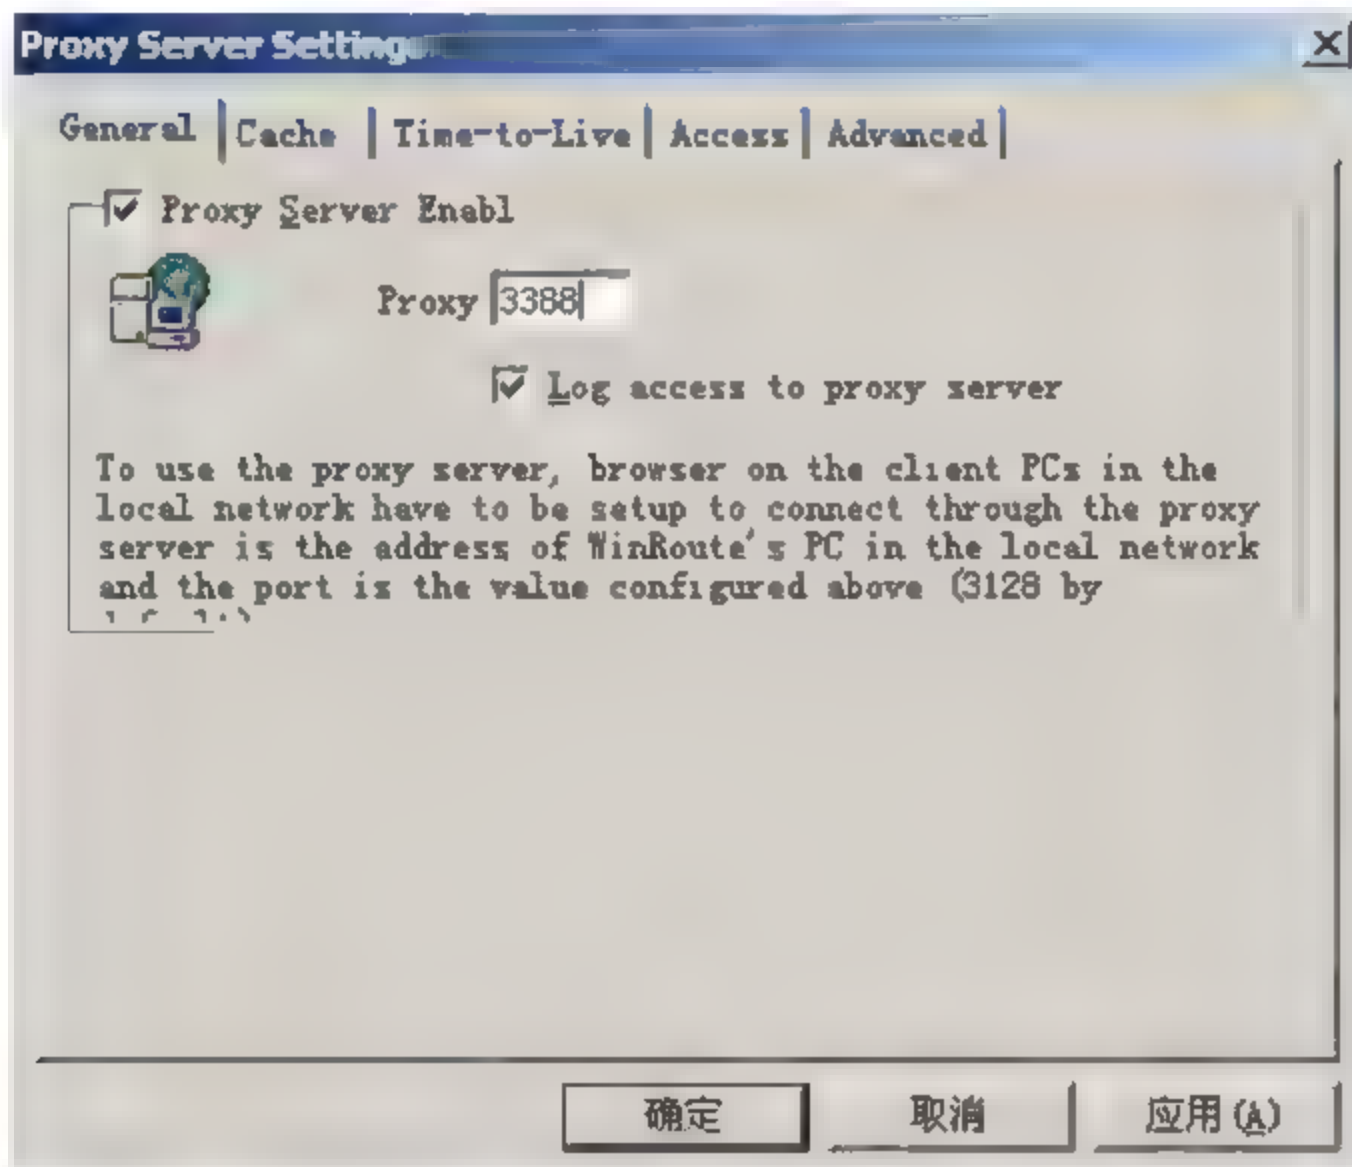 Proxy Server Settings
General Cache Time-to-Live Access Advanced
Proxy Server Enabl
Proxy 3388
Log access to proxy server
To use the proxy server, browser on the client PCs in the
local network have to be setup to connect through the proxy
server is the address of WinRoute's PC in the local network
and the port is the value configured above (3128 by
确定 取消 应用(A)